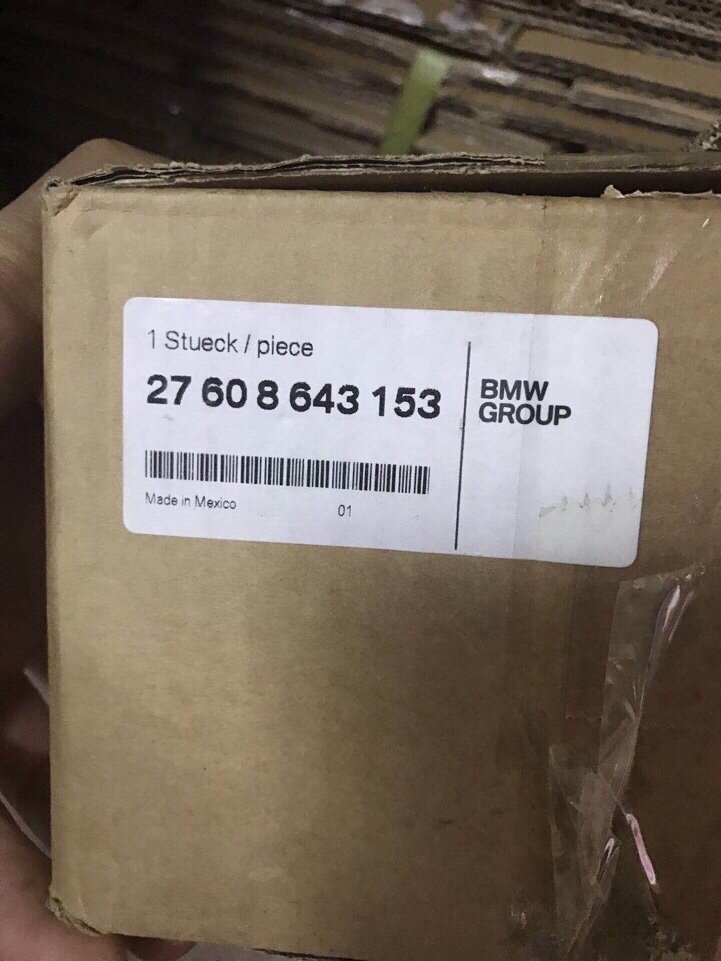 1 Stueck / piece
27 60 8 643 153
BMW
GROUP
Made in Mexico
01